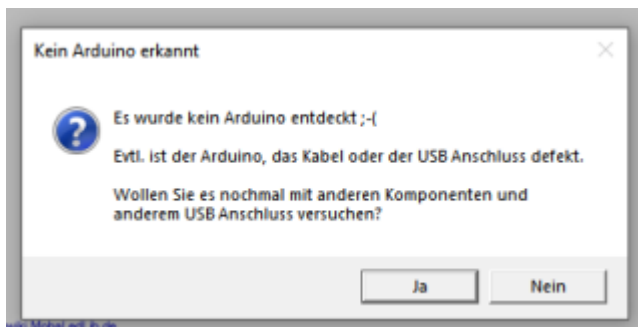 Kein Arduino erkannt
Es wurde kein Arduino entdeckt ;-(
Evtl. ist der Arduino, das Kabel oder der USB Anschluss defekt.
Wollen Sie es nochmal mit anderen Komponenten und
anderem USB Anschluss versuchen?
Ja
Nein